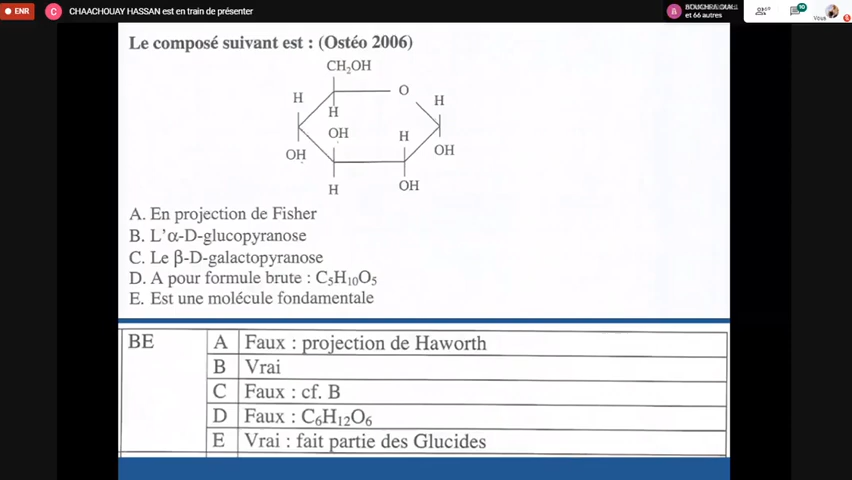 ENR
C CHAACHOUAY HASSAN est en train de présenter
A
et 66 autres
10
Vous
Le composé suivant est : (Ostéo 2006)
CH₂OH
H O H
H
OH H
OH OH
H OH
A. En projection de Fisher
B. L'α-D-glucopyranose
C. Le β-D-galactopyranose
D. A pour formule brute : C₅H₁₀O₅
E. Est une molécule fondamentale
BE A Faux : projection de Haworth
B Vrai
C Faux : cf. B
D Faux : C₆H₁₂O₆
E Vrai : fait partie des Glucides